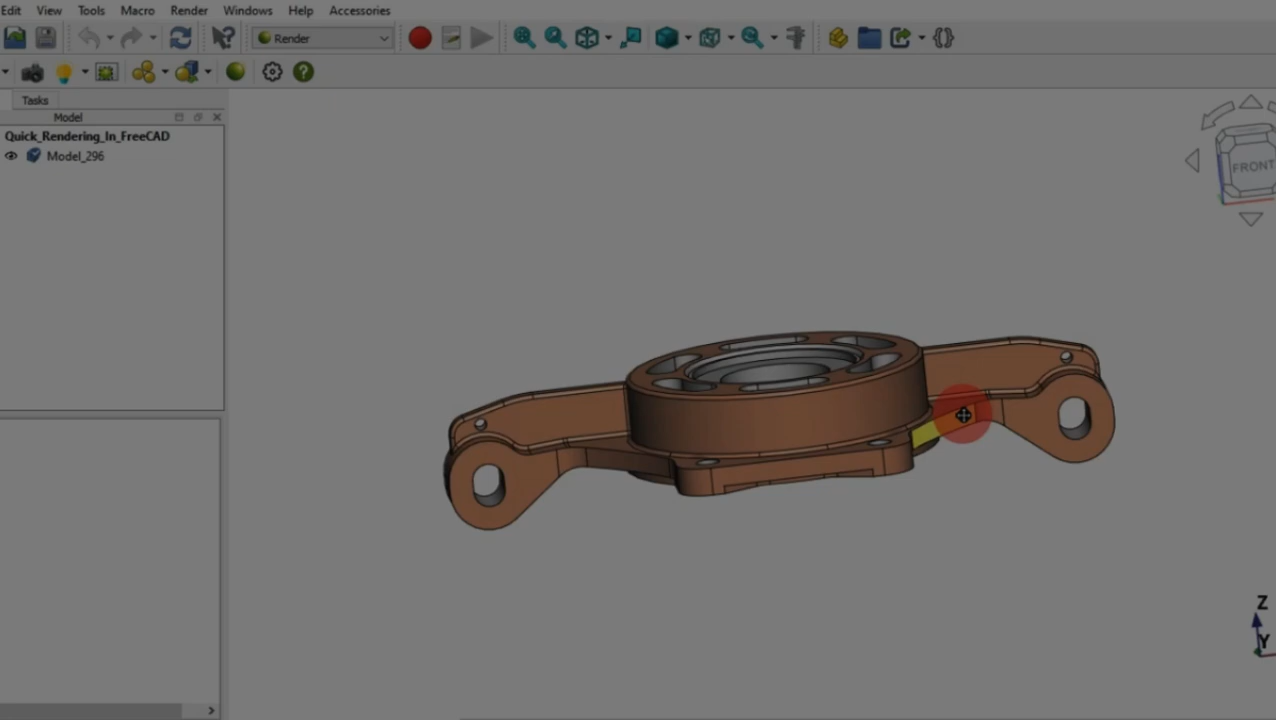 Edit View Tools Macro Render Windows Help Accessories
Render
Tasks
Model
Quick_Rendering_In_FreeCAD
Model_296
FRONT
Z
Y